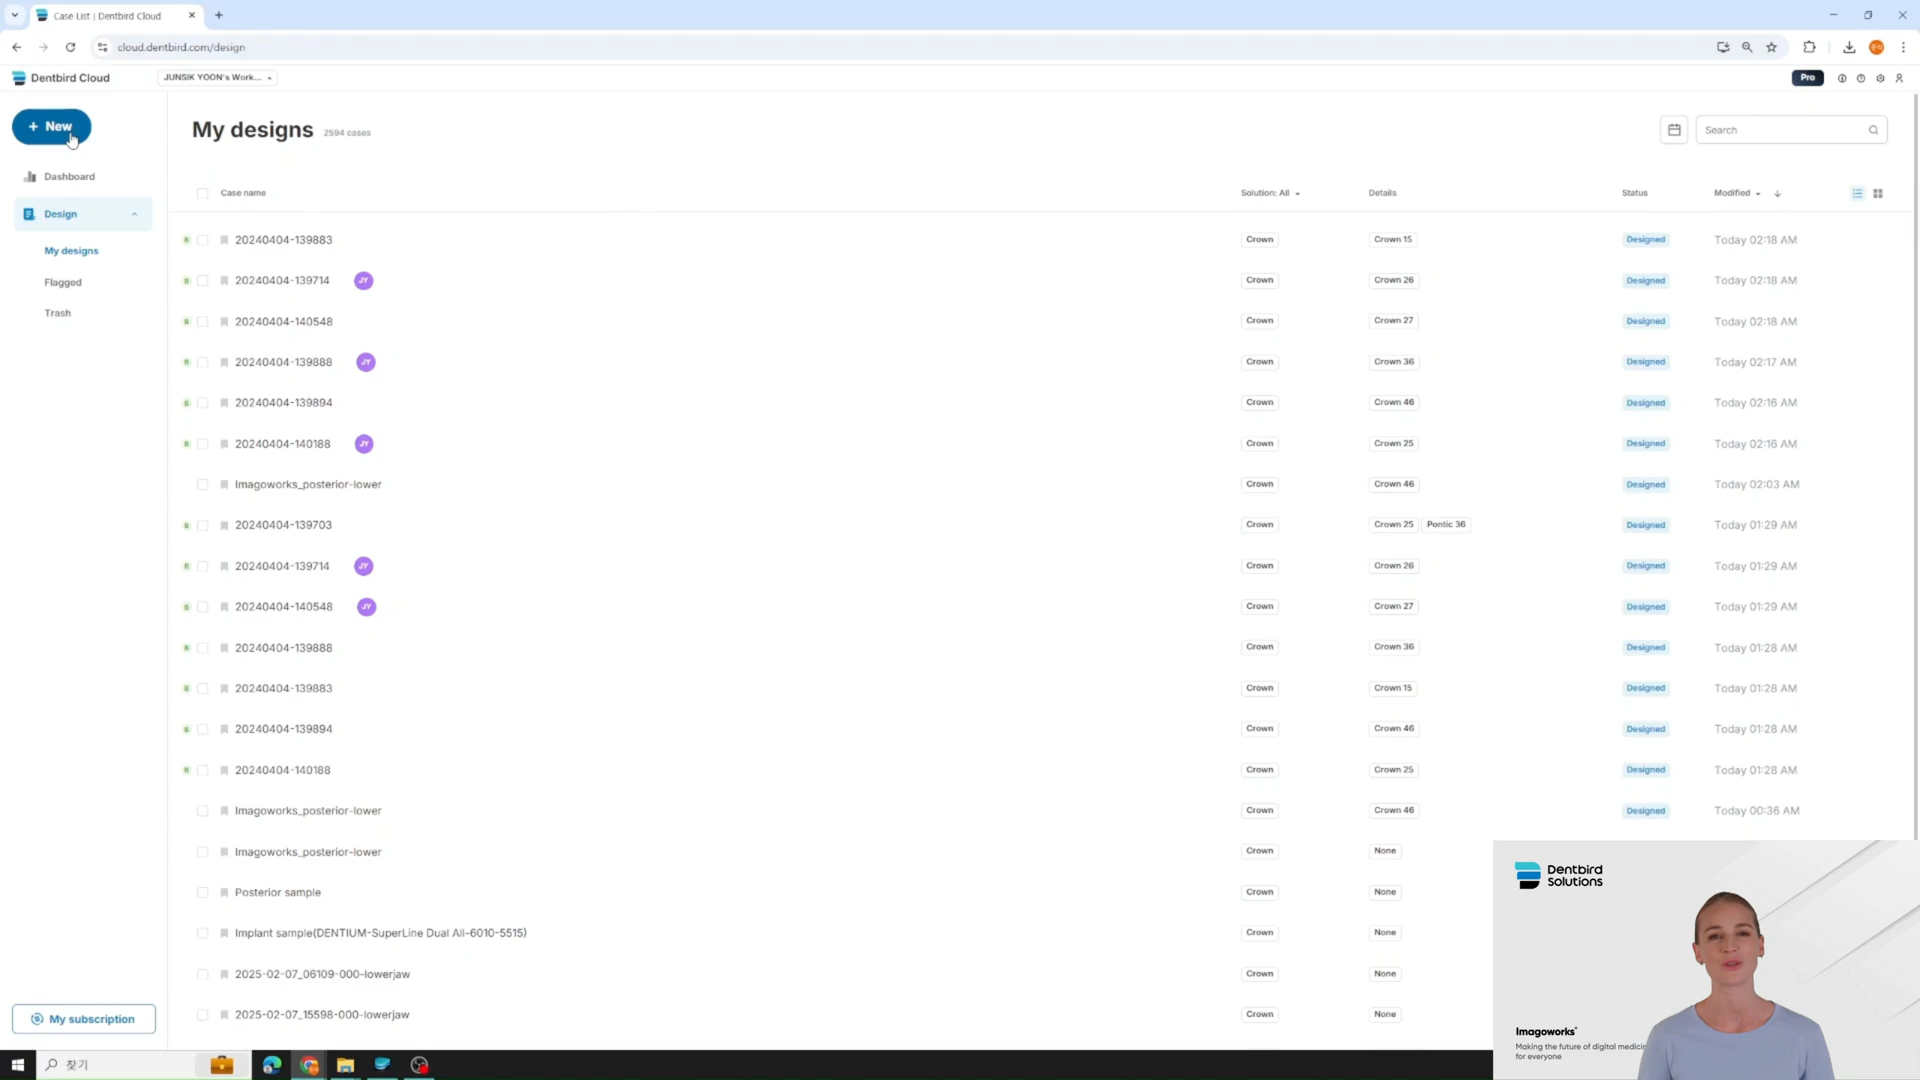 Case List | Dentbird Cloud
cloud.dentbird.com/design
Dentbird Cloud
JUNSIK YOON's Work...
Pro
+ New
My designs 2594 cases
Search
Dashboard
Design
My designs
Flagged
Trash
Case name Solution: All Details Status Modified
20240404-139883 Crown Crown 15 Designed Today 02:18 AM
20240404-139714 JY Crown Crown 26 Designed Today 02:18 AM
20240404-140548 Crown Crown 27 Designed Today 02:18 AM
20240404-139888 JY Crown Crown 36 Designed Today 02:17 AM
20240404-139894 Crown Crown 46 Designed Today 02:16 AM
20240404-140188 JY Crown Crown 25 Designed Today 02:16 AM
Imagoworks_posterior-lower Crown Crown 46 Designed Today 02:03 AM
20240404-139703 Crown Crown 25 Pontic 36 Designed Today 01:29 AM
20240404-139714 JY Crown Crown 26 Designed Today 01:29 AM
20240404-140548 JY Crown Crown 27 Designed Today 01:29 AM
20240404-139888 Crown Crown 36 Designed Today 01:28 AM
20240404-139883 Crown Crown 15 Designed Today 01:28 AM
20240404-139894 Crown Crown 46 Designed Today 01:28 AM
20240404-140188 Crown Crown 25 Designed Today 01:28 AM
Imagoworks_posterior-lower Crown Crown 46 Designed Today 00:36 AM
Imagoworks_posterior-lower Crown None
Posterior sample Crown None
Implant sample(DENTIUM-SuperLine Dual All-6010-5515) Crown None
2025-02-07_06109-000-lowerjaw Crown None
2025-02-07_15598-000-lowerjaw Crown None
My subscription
찾기
Dentbird
Solutions
Imagoworks
Making the future of digital medici
for everyone